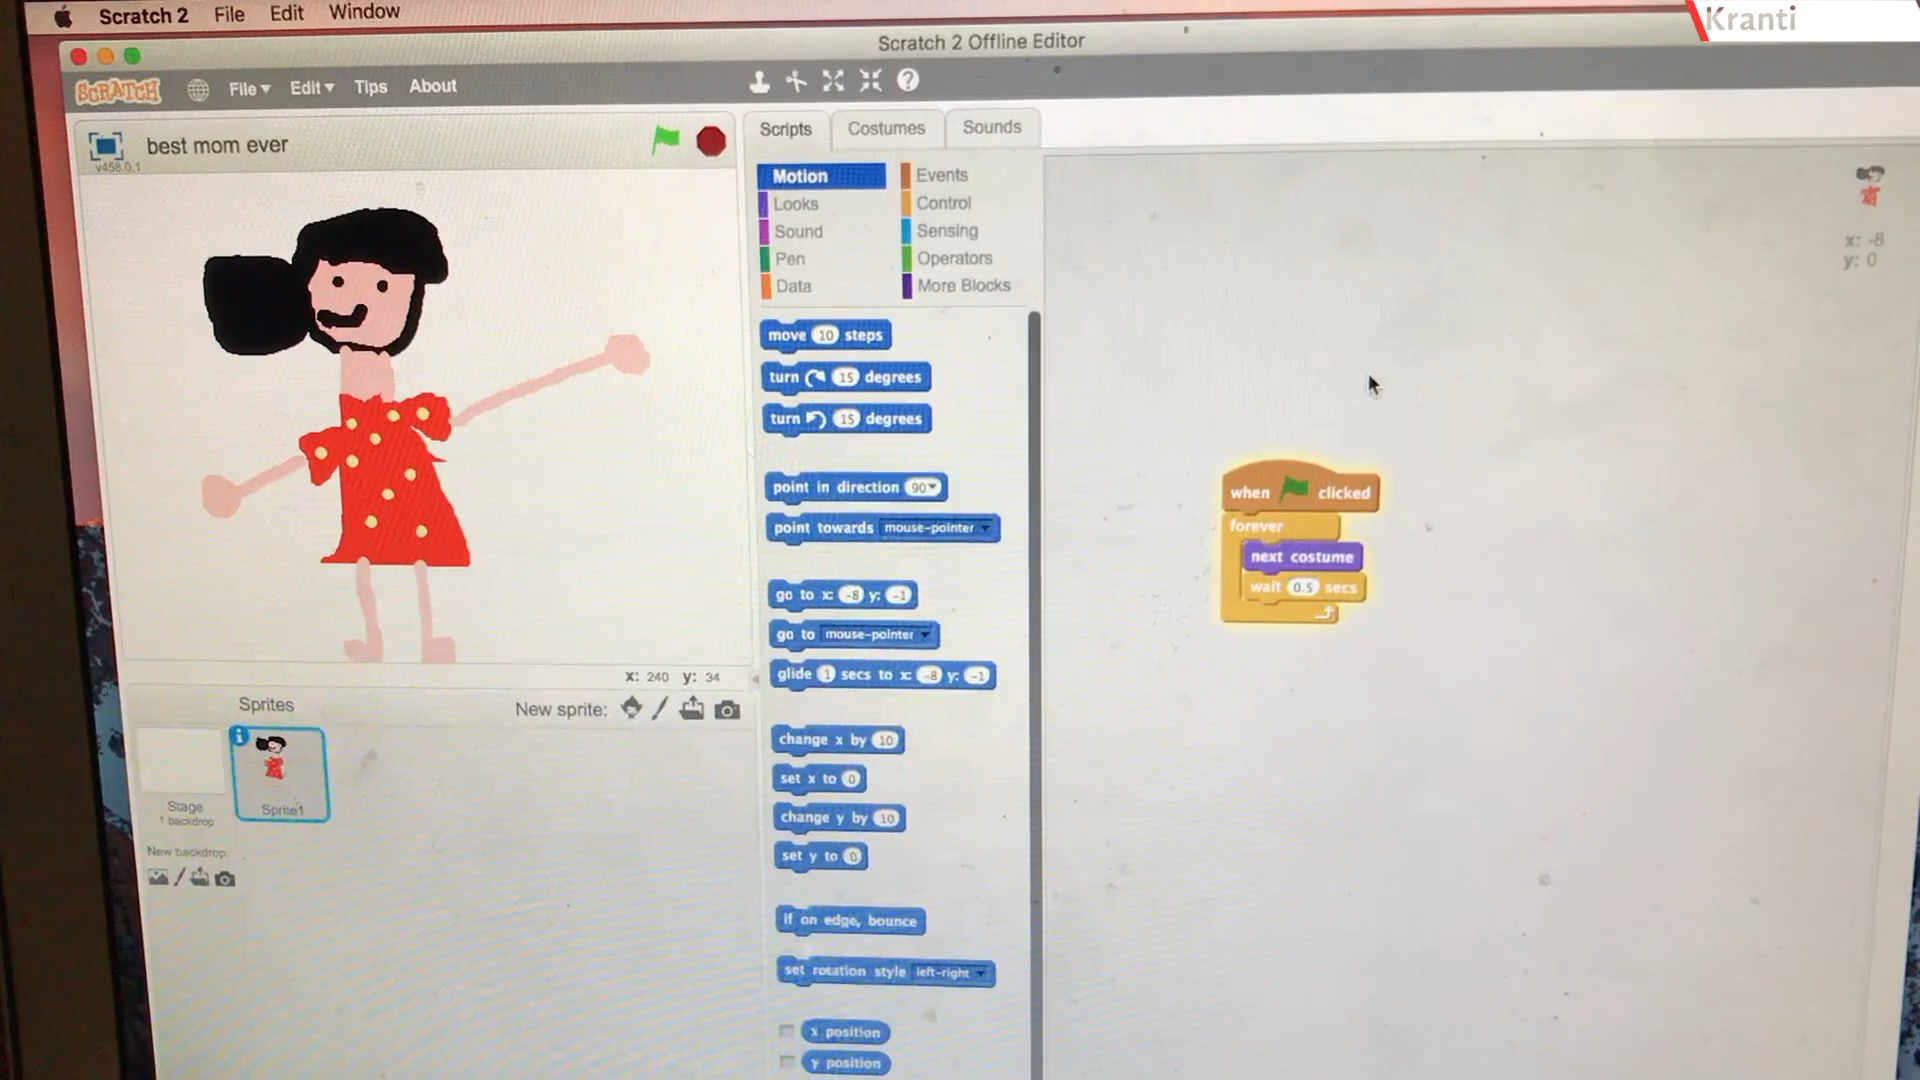 Scratch 2 File Edit Window
Kranti
Scratch 2 Offline Editor
SCRATCH File Edit Tips About
best mom ever
v458.0.1
Scripts Costumes Sounds
Motion Events
Looks Control
Sound Sensing
Pen Operators
Data More Blocks
x: -8
y: 0
move 10 steps
turn 15 degrees
turn 15 degrees
point in direction 90
point towards mouse-pointer
go to x: -8 y: -1
go to mouse-pointer
glide 1 secs to x: -8 y: -1
change x by 10
set x to 0
change y by 10
set y to 0
if on edge, bounce
set rotation style left-right
x position
y position
when clicked
forever
next costume
wait 0.5 secs
x: 240 y: 34
Sprites New sprite:
Sprite1
Stage
1 backdrop
New backdrop: